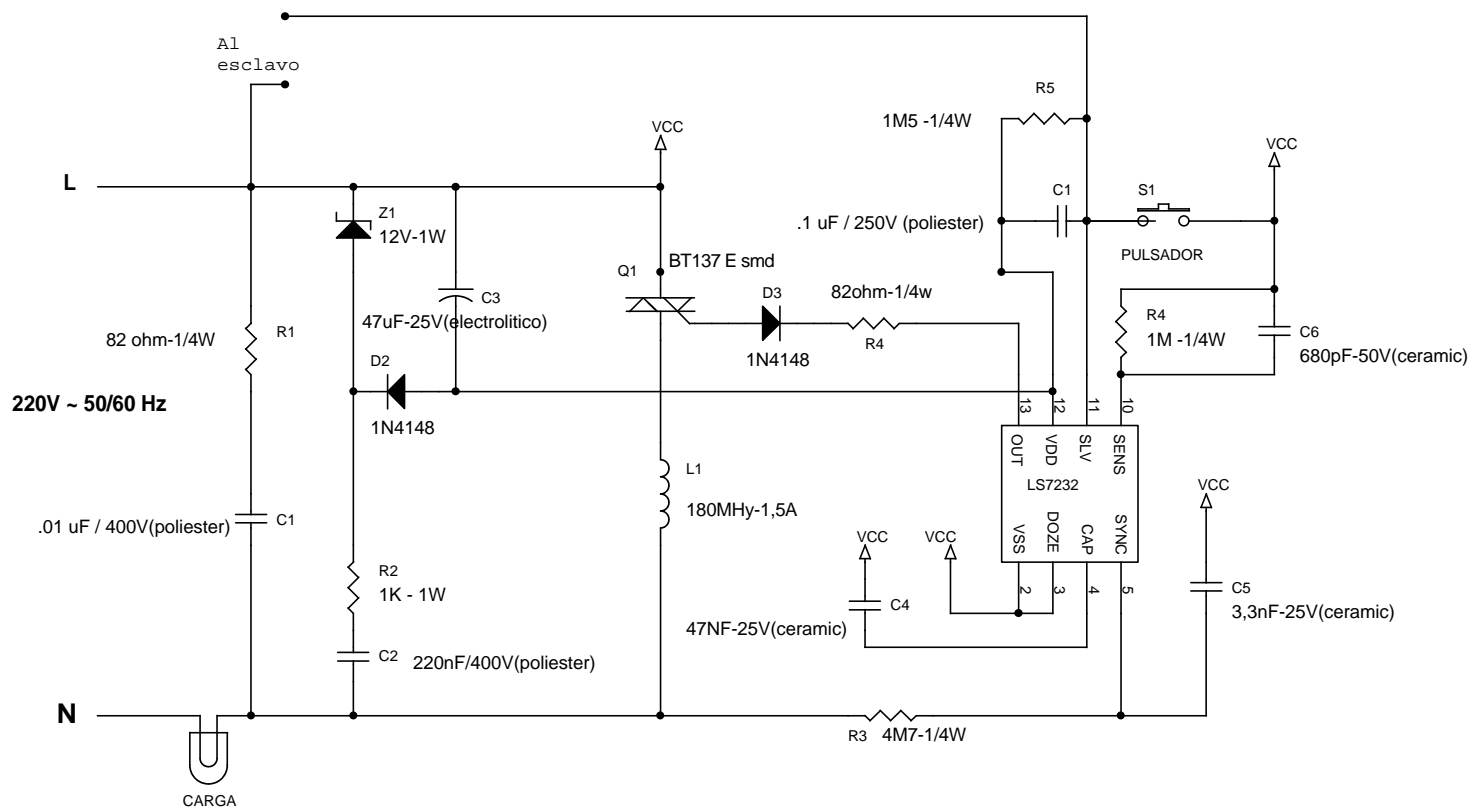 Al
esclavo
R5
1M5 -1/4W
VCC
VCC
L
C1
S1
Z1
12V-1W
.1 uF / 250V (poliester)
PULSADOR
BT137 E smd
Q1
D3
82ohm-1/4w
C3
47uF-25V(electrolitico)
R1
82 ohm-1/4W
R4
1M -1/4W
C6
680pF-50V(ceramic)
R4
1N4148
D2
220V ~ 50/60 Hz
1N4148
13
12
11
10
OUT
VDD
SLV
SENS
LS7232
VSS
DOZE
CAP
SYNC
2
3
4
5
L1
180MHy-1,5A
VCC
.01 uF / 400V(poliester)
C1
VCC
VCC
R2
1K - 1W
C4
47NF-25V(ceramic)
C5
3,3nF-25V(ceramic)
C2
220nF/400V(poliester)
N
R3
4M7-1/4W
CARGA